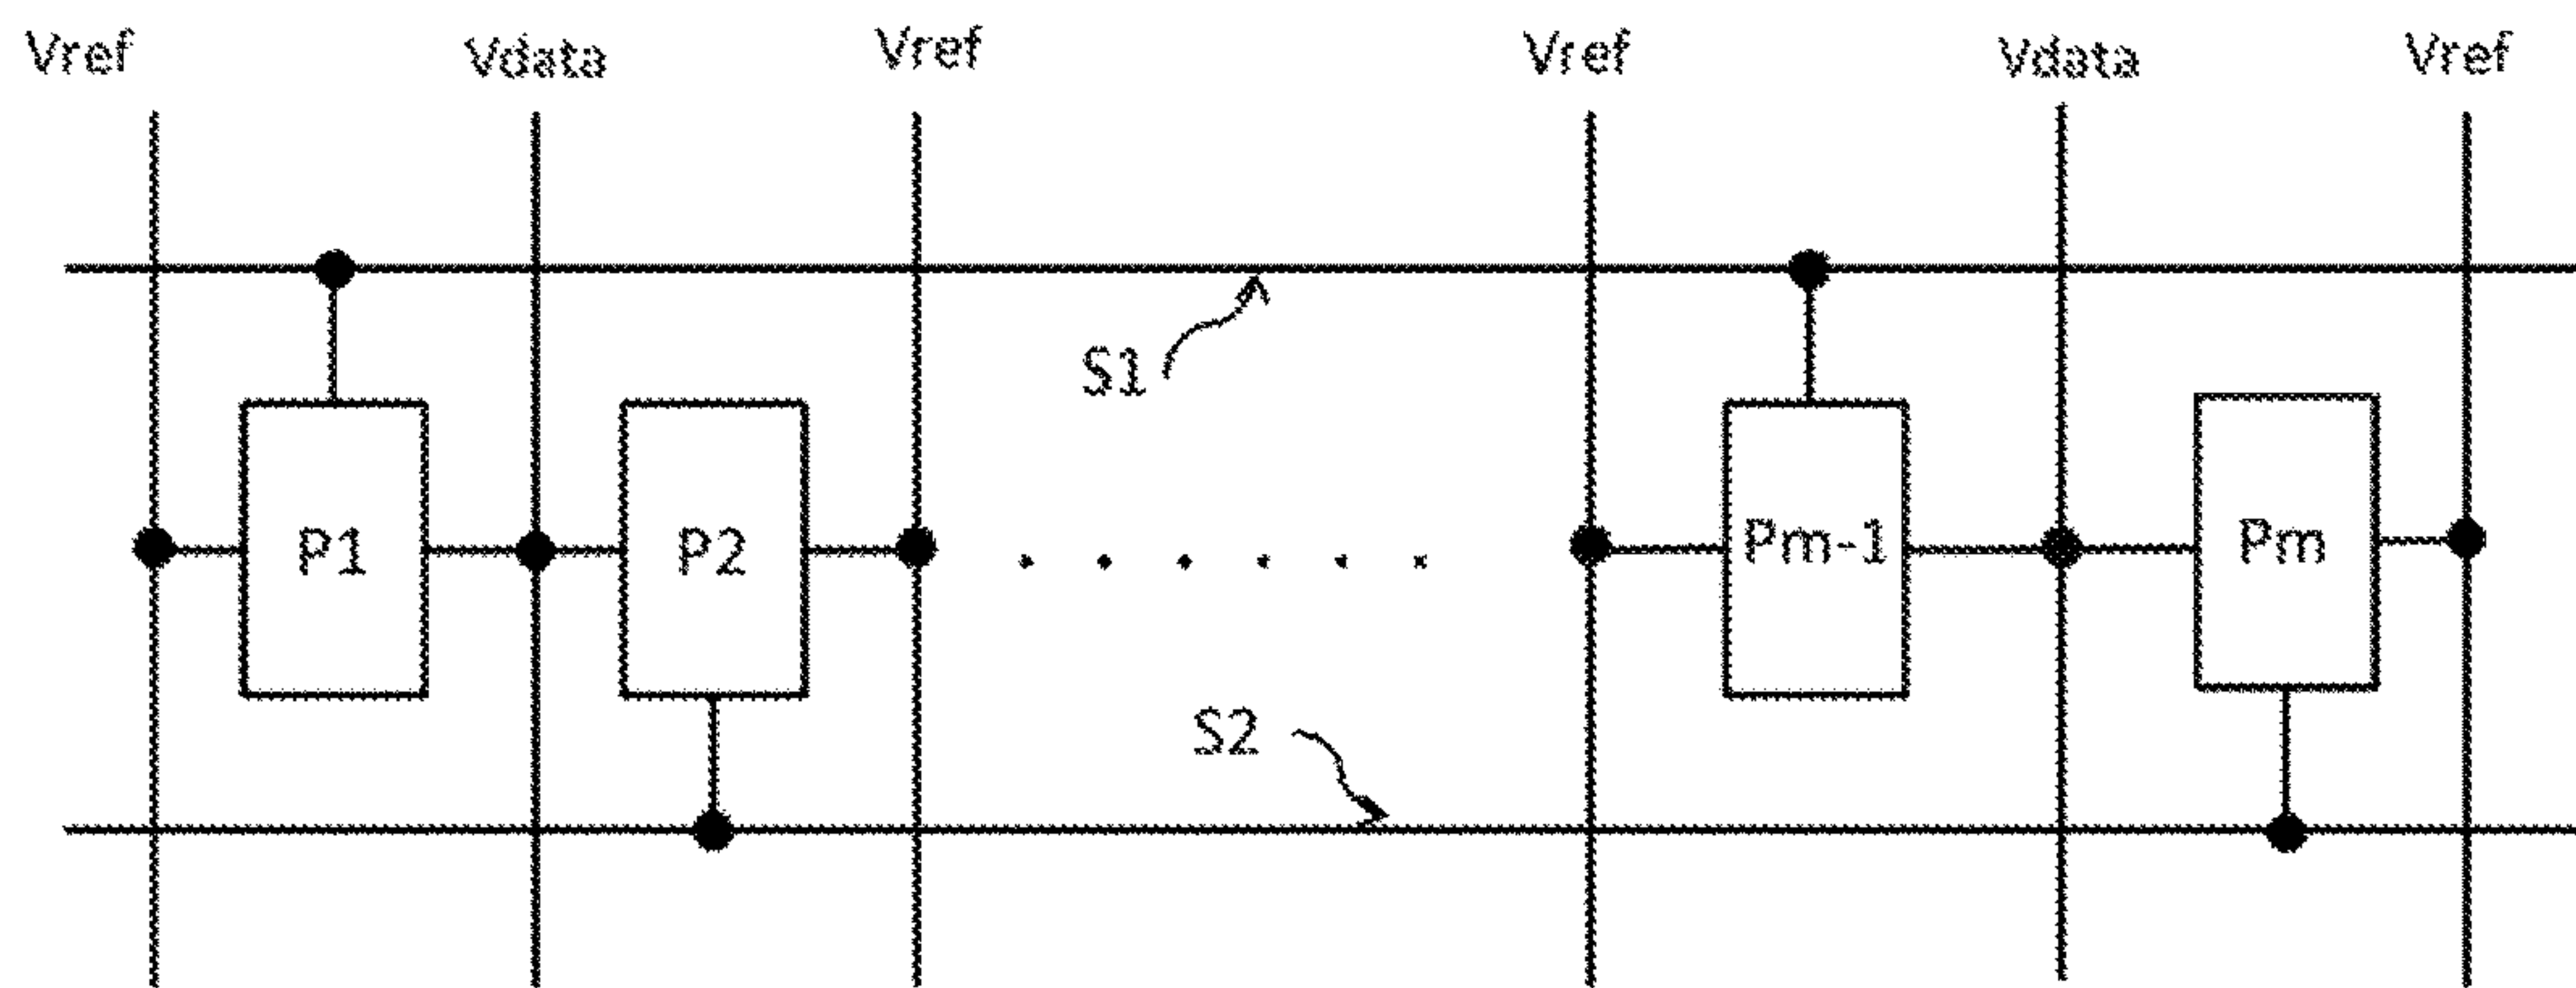 Vref Vdata Vref Vref Vdata Vref
S1
P1 P2 Pm-1 Pm
S2